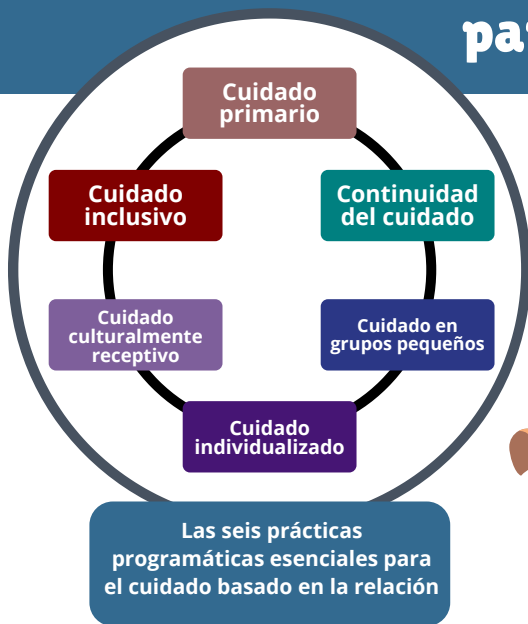 Cuidado
primario
Cuidado
inclusivo
Continuidad
del cuidado
Cuidado
culturalmente
receptivo
Cuidado en
grupos pequeños
Cuidado
individualizado
Las seis prácticas
programáticas esenciales para
el cuidado basado en la relación